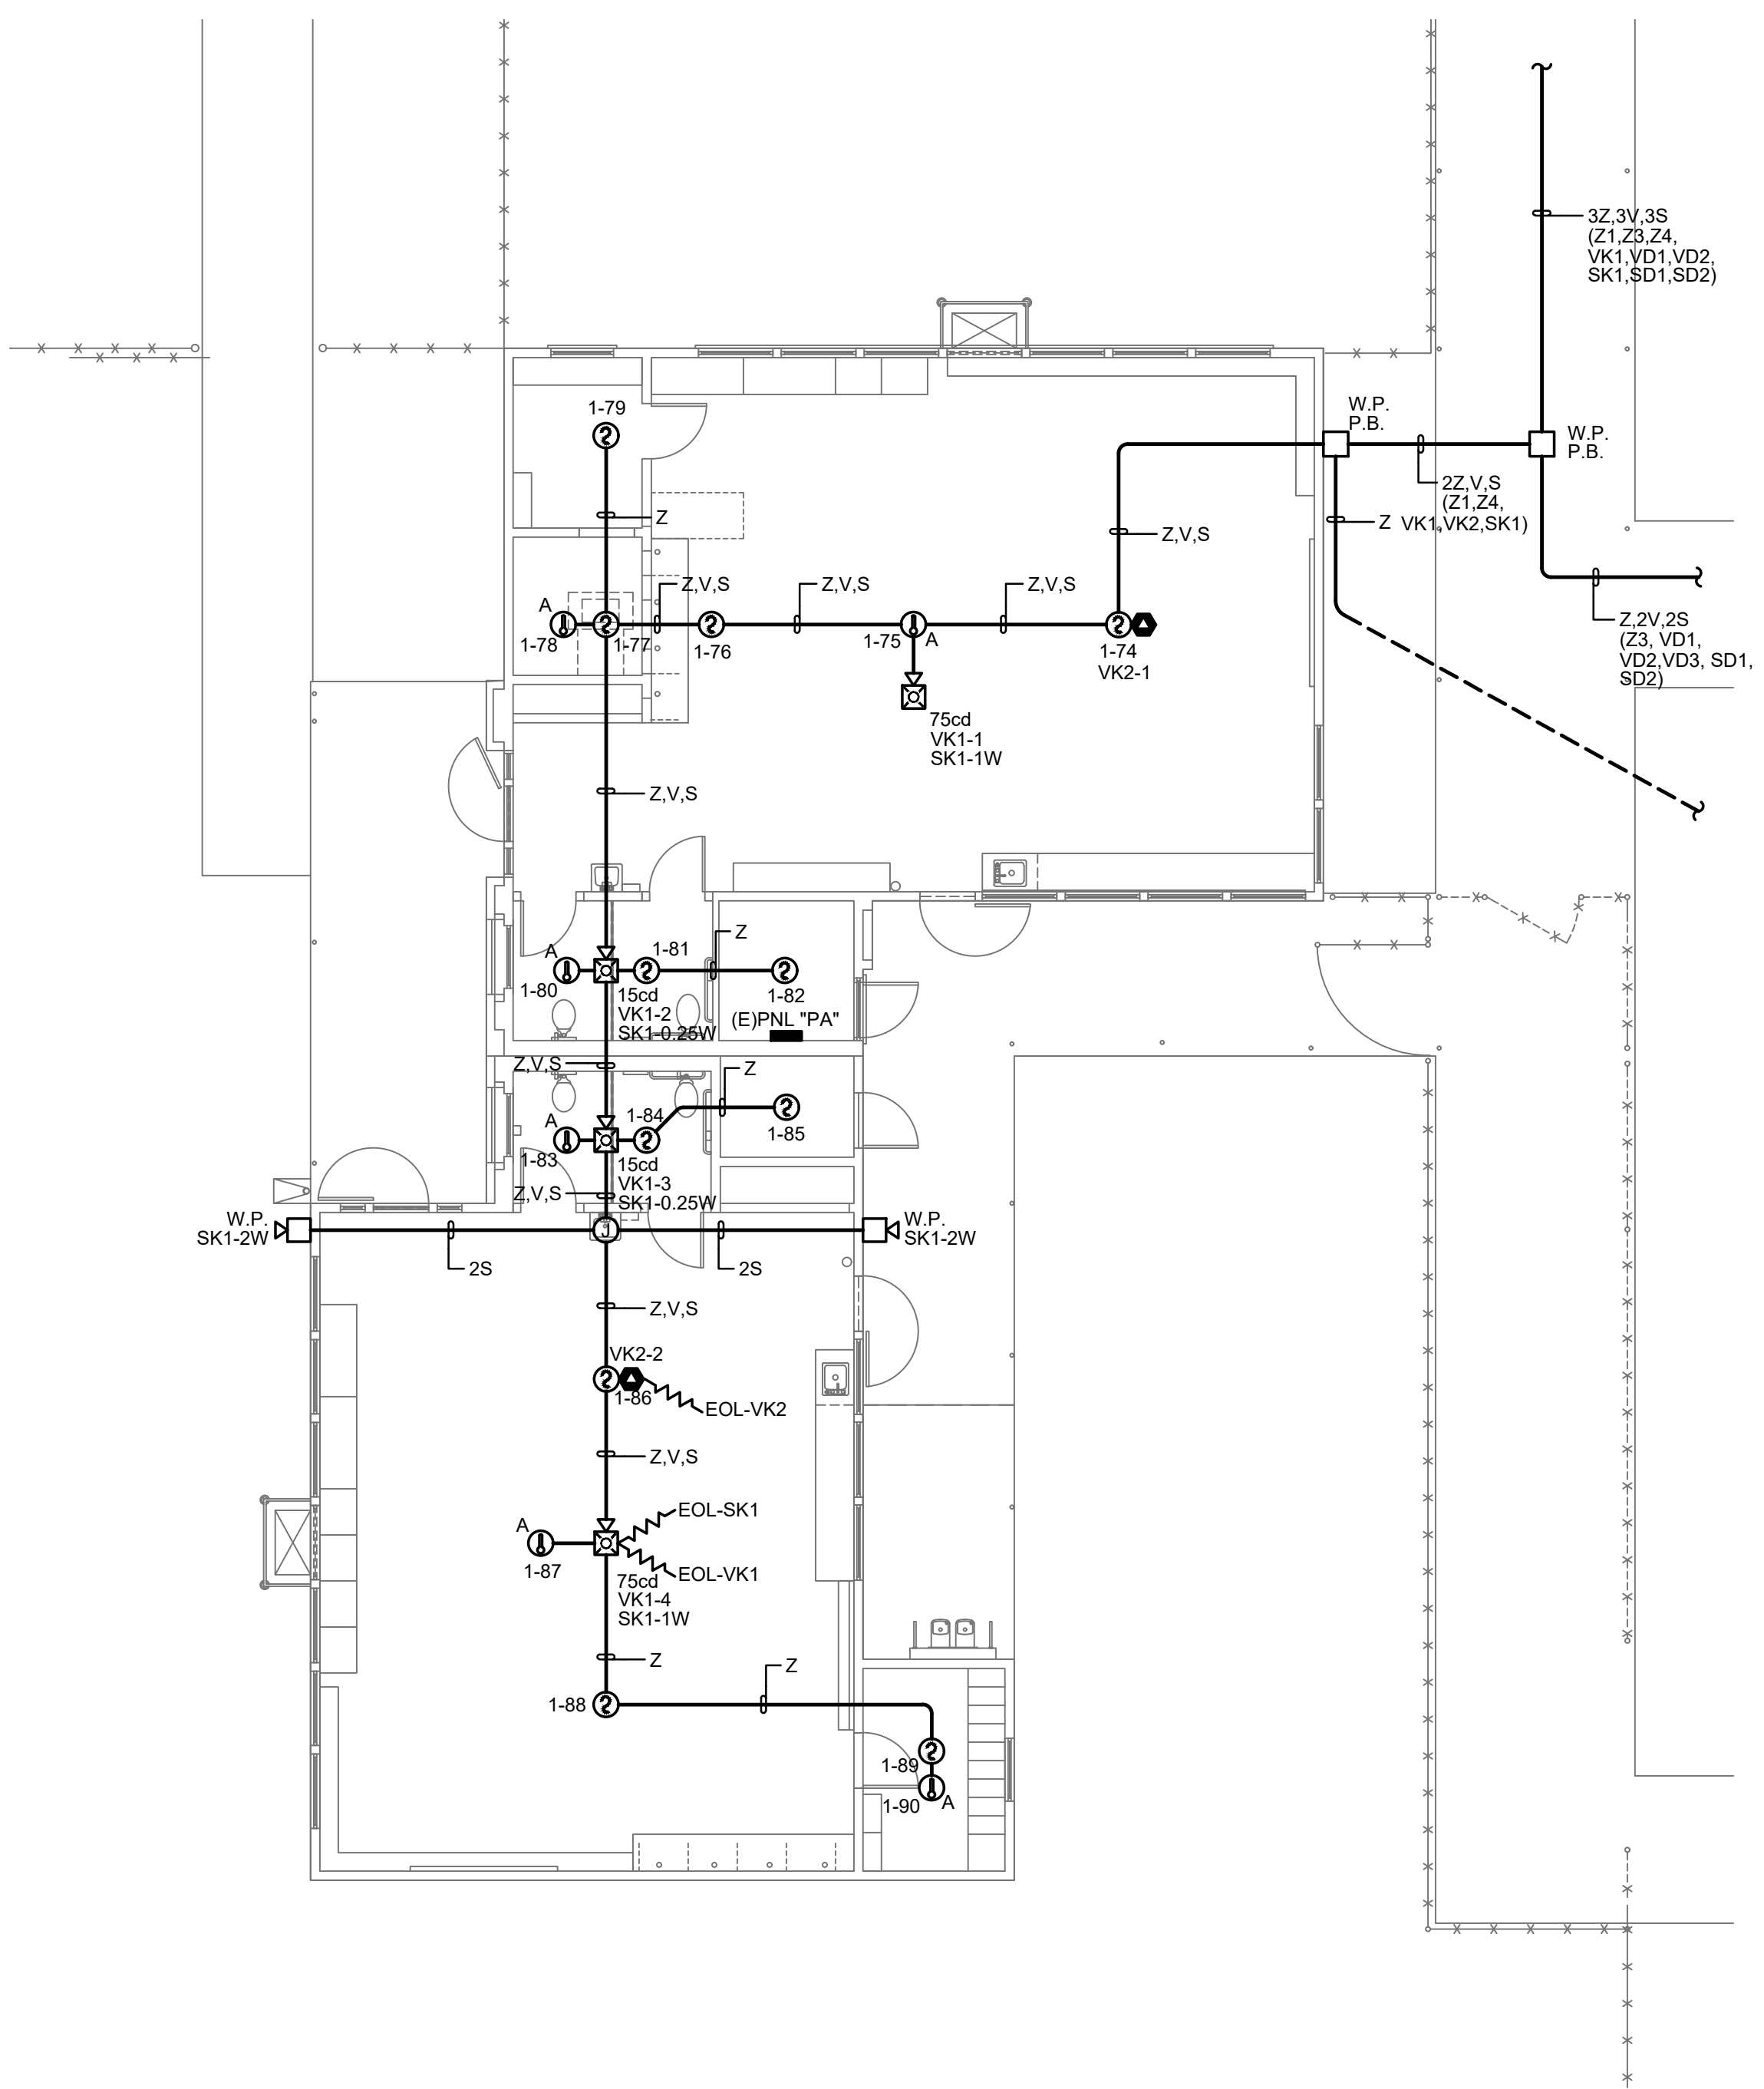 3Z,3V,3S
(Z1,Z3,Z4,
VK1,VD1,VD2,
SK1,SD1,SD2)
1-79
W.P.
P.B.
W.P.
P.B.
2Z,V,S
(Z1,Z4,
VK1,VK2,SK1)
Z
Z
Z,V,S
Z,V,S
Z,V,S
Z,V,S
A
1-78
1-77
1-76
1-75
A
1-74
VK2-1
Z,2V,2S
(Z3, VD1,
VD2,VD3, SD1,
SD2)
75cd
VK1-1
SK1-1W
Z,V,S
A
1-80
1-81
Z
1-82
15cd
VK1-2
SK1-0.25W
(E)PNL "PA"
Z,V,S
Z
A
1-83
1-84
1-85
15cd
VK1-3
SK1-0.25W
Z,V,S
W.P.
SK1-2W
J
W.P.
SK1-2W
2S
2S
Z,V,S
VK2-2
1-86
EOL-VK2
Z,V,S
EOL-SK1
A
1-87
EOL-VK1
75cd
VK1-4
SK1-1W
Z
Z
1-88
1-89
1-90
A